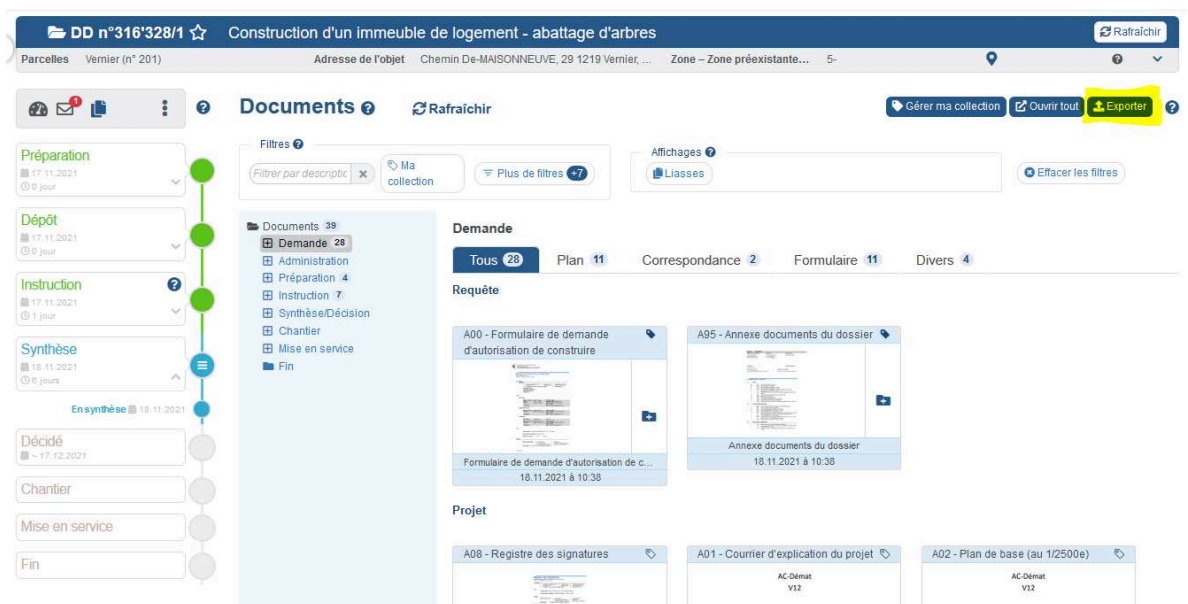 DD n°316'328/1 Construction d'un immeuble de logement - abattage d'arbres Rafraîchir
Parcelles Vernier (n° 201) Adresse de l'objet Chemin De-MAISONNEUVE, 29 1219 Vernier, ... Zone – Zone préexistante... 5-
1
Documents Rafraîchir Gérer ma collection Ouvrir tout Exporter
Filtres
Filtrer par descriptic
Ma collection
Plus de filtres +7
Affichages
Liasses
Effacer les filtres
Préparation
17.11.2021
0 jour
Dépôt
17.11.2021
0 jour
Instruction
17.11.2021
1 jour
Synthèse
18.11.2021
6 jours
En synthèse 18.11.2021
Décidé
~ 17.12.2021
Chantier
Mise en service
Fin
Documents 39
Demande 28
Administration
Préparation 4
Instruction 7
Synthèse/Décision
Chantier
Mise en service
Fin
Demande
Tous 28 Plan 11 Correspondance 2 Formulaire 11 Divers 4
Requête
A00 - Formulaire de demande
d'autorisation de construire
Formulaire de demande d'autorisation de c...
18.11.2021 à 10:38
A95 - Annexe documents du dossier
Annexe documents du dossier
18.11.2021 à 10:38
Projet
A08 - Registre des signatures
A01 - Courrier d'explication du projet
AC-Démat
V12
A02 - Plan de base (au 1/2500e)
AC-Démat
V12